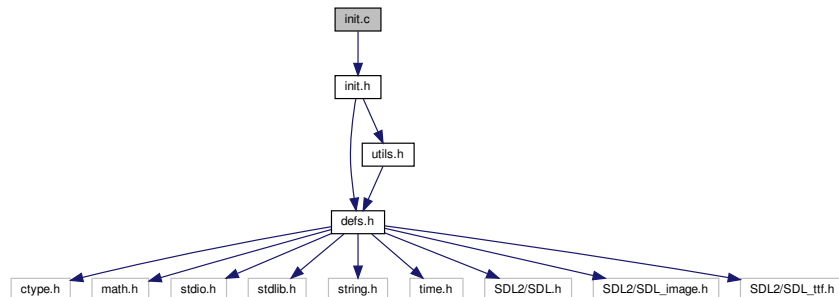 init.c
init.h
utils.h
defs.h
ctype.h math.h stdio.h stdlib.h string.h time.h SDL2/SDL.h SDL2/SDL_image.h SDL2/SDL_ttf.h